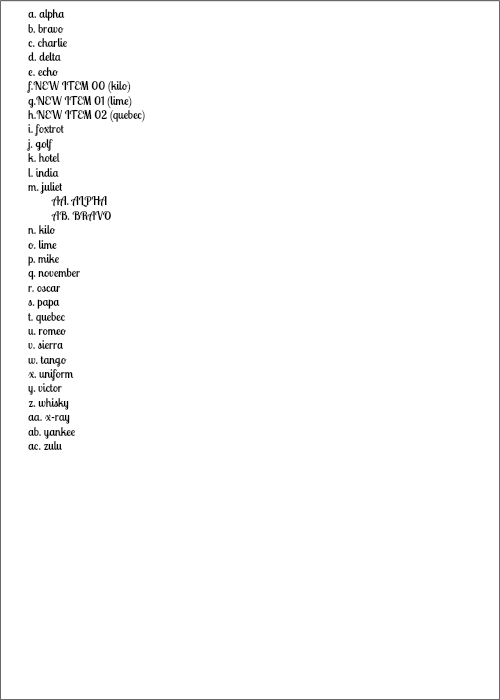 a. alpha
b. bravo
c. charlie
d. delta
e. echo
f.NEW ITEM 00 (kilo)
g.NEW ITEM 01 (lime)
h.NEW ITEM 02 (quebec)
i. foxtrot
j. golf
k. hotel
l. india
m. juliet
AA. ALPHA
AB. BRAVO
n. kilo
o. lime
p. mike
q. november
r. oscar
s. papa
t. quebec
u. romeo
v. sierra
w. tango
x. uniform
y. victor
z. whisky
aa. x-ray
ab. yankee
ac. zulu